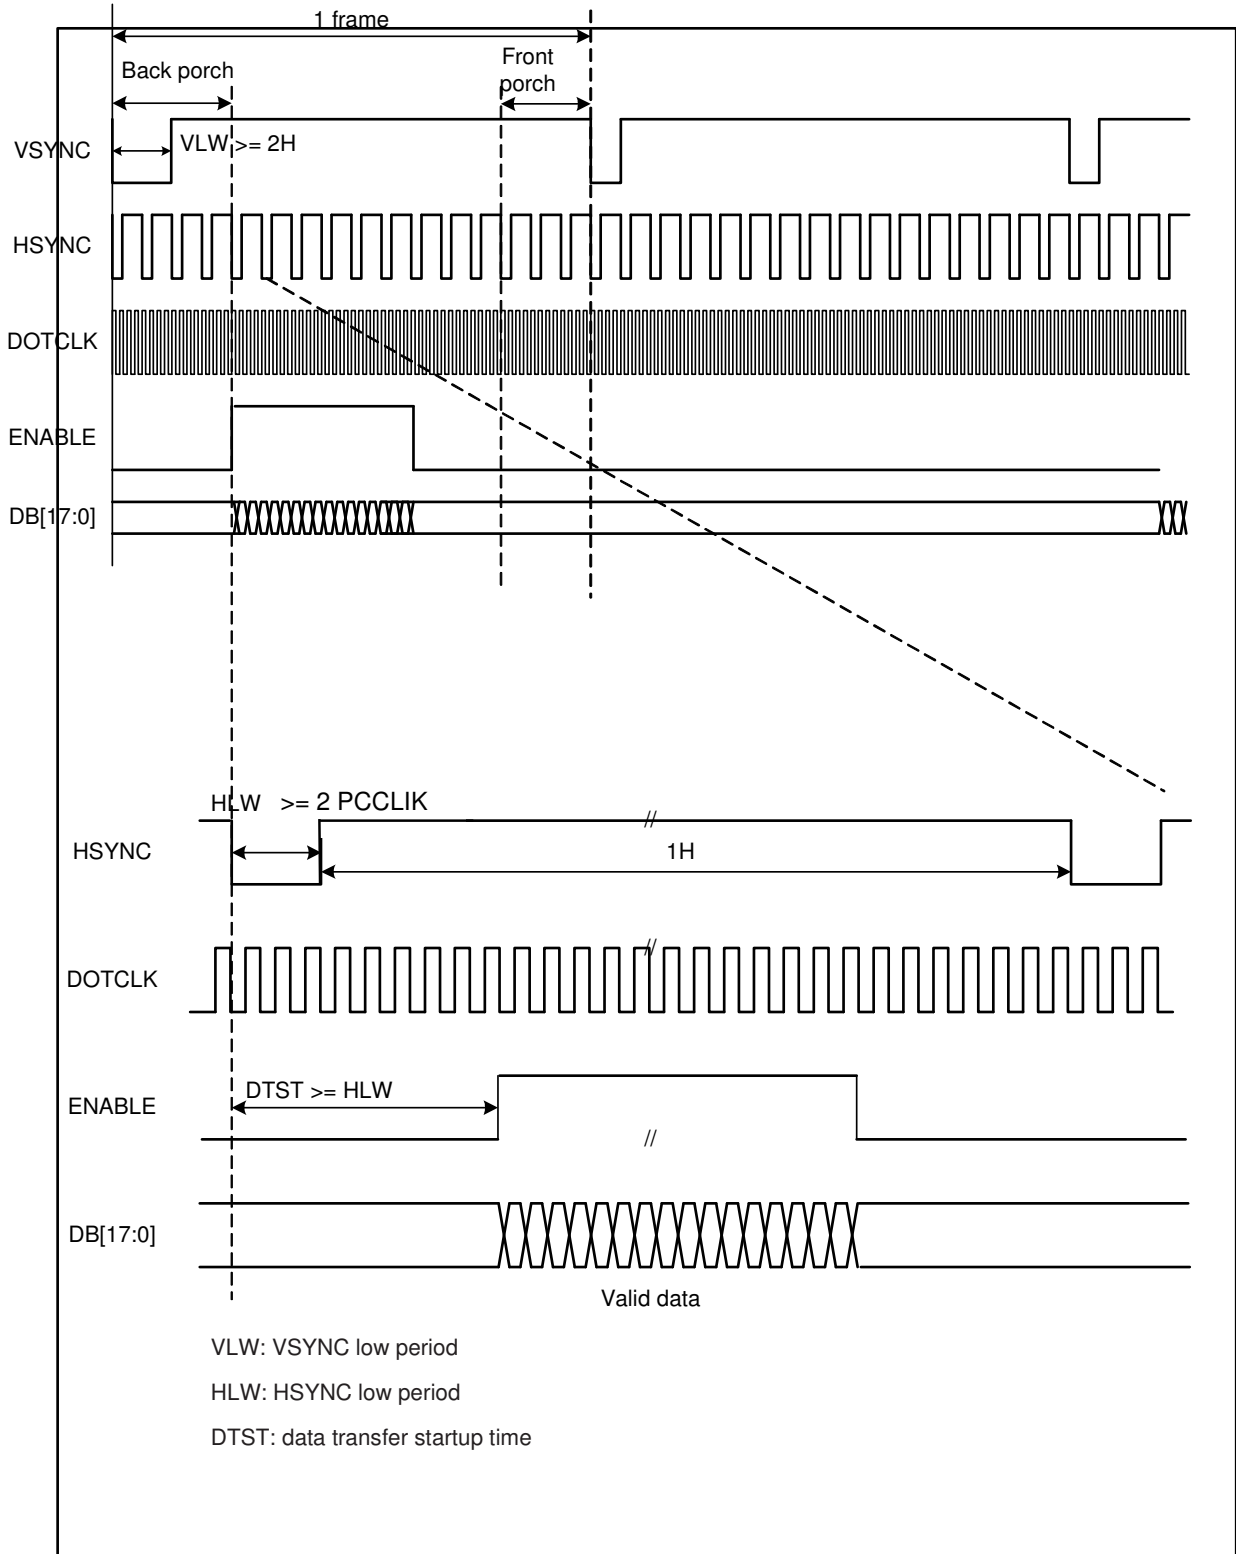 1 frame
Back porch
Front
porch
VSYNC
VLW >= 2H
HSYNC
DOTCLK
ENABLE
DB[17:0]
HLW >= 2 PCCLIK
HSYNC
//
1H
//
DOTCLK
DTST >= HLW
ENABLE
//
DB[17:0]
Valid data
VLW: VSYNC low period
HLW: HSYNC low period
DTST: data transfer startup time